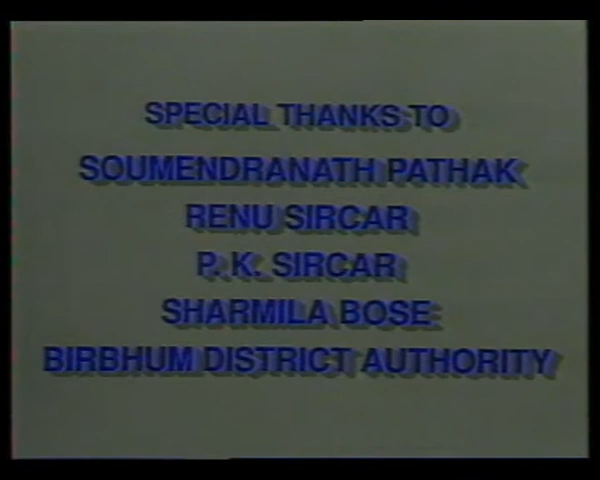 SPECIAL THANKS TO
SOUMENDRANATH PATHAK
RENU SIRCAR
P. K. SIRCAR
SHARMILA BOSE
BIRBHUM DISTRICT AUTHORITY